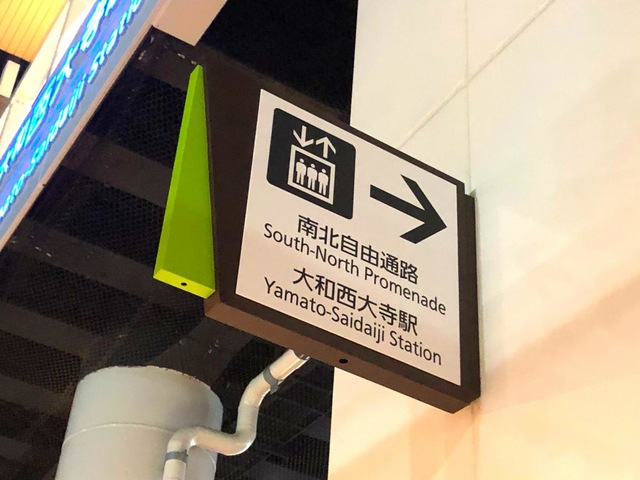 南北自由通路
South-North Promenade
大和西大寺駅
Yamato-Saidaiji Station